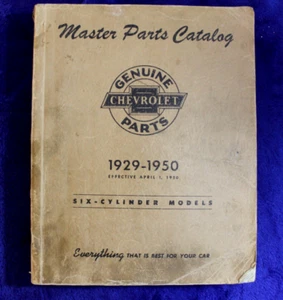 Master Parts Catalog
GENUINE
CHEVROLET
PARTS
1929-1950
EFFECTIVE APRIL 1, 1950
SIX-CYLINDER MODELS
Everything THAT IS BEST FOR YOUR CAR